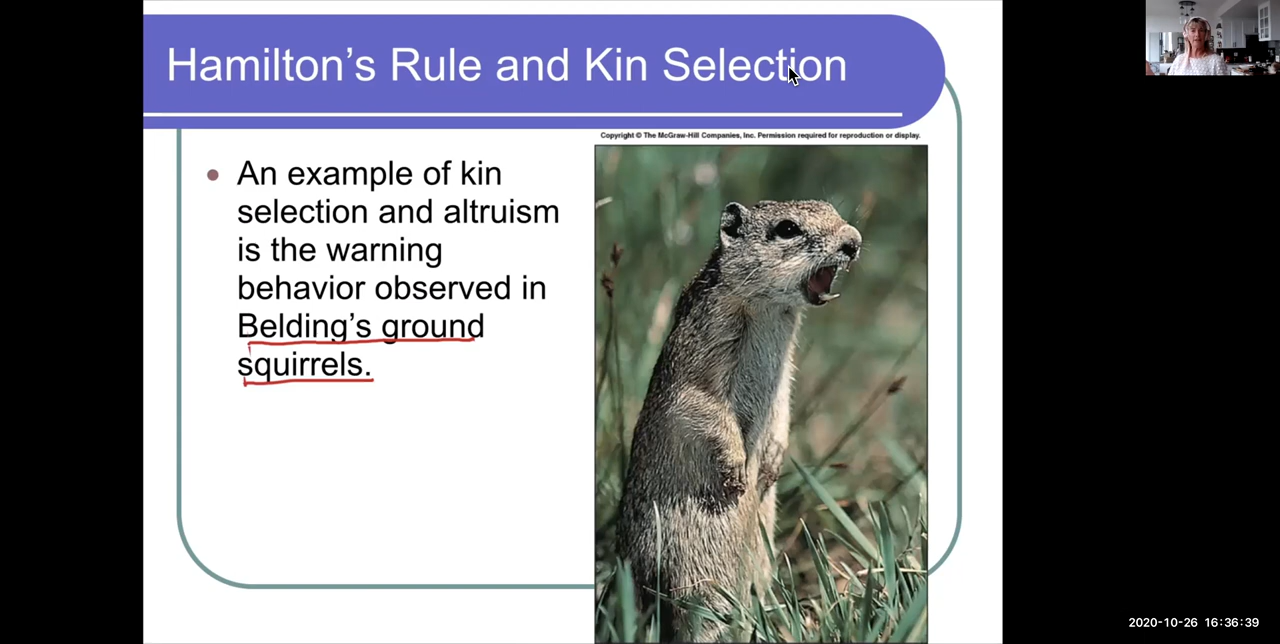 Hamilton's Rule and Kin Selection
Copyright © The McGraw-Hill Companies, Inc. Permission required for reproduction or display.
An example of kin
selection and altruism
is the warning
behavior observed in
Belding's ground
squirrels.
2020-10-26 16:36:39